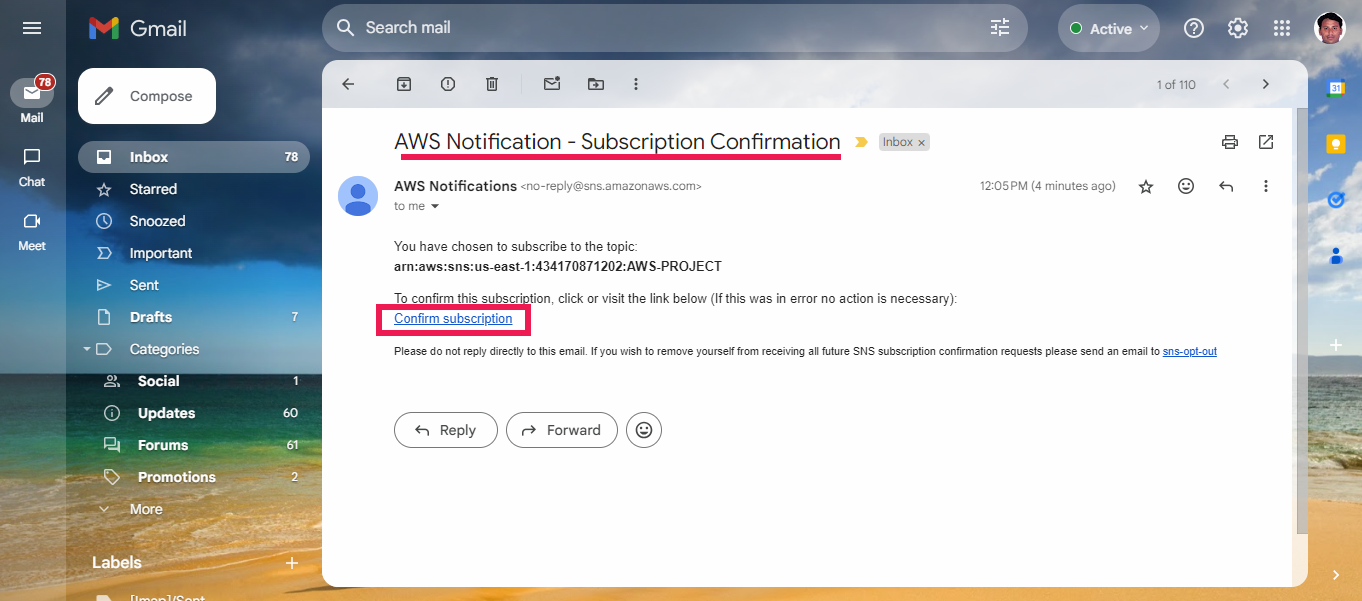 Gmail
Search mail
Active
78
Mail
Chat
Meet
Compose
Inbox 78
Starred
Snoozed
Important
Sent
Drafts 7
Categories
Social 1
Updates 60
Forums 61
Promotions 2
More
Labels +
[Imap]/Sent
1 of 110
AWS Notification - Subscription Confirmation
Inbox ×
AWS Notifications <no-reply@sns.amazonaws.com>
12:05 PM (4 minutes ago)
to me
You have chosen to subscribe to the topic:
arn:aws:sns:us-east-1:434170871202:AWS-PROJECT
To confirm this subscription, click or visit the link below (If this was in error no action is necessary):
Confirm subscription
Please do not reply directly to this email. If you wish to remove yourself from receiving all future SNS subscription confirmation requests please send an email to sns-opt-out
Reply
Forward
31